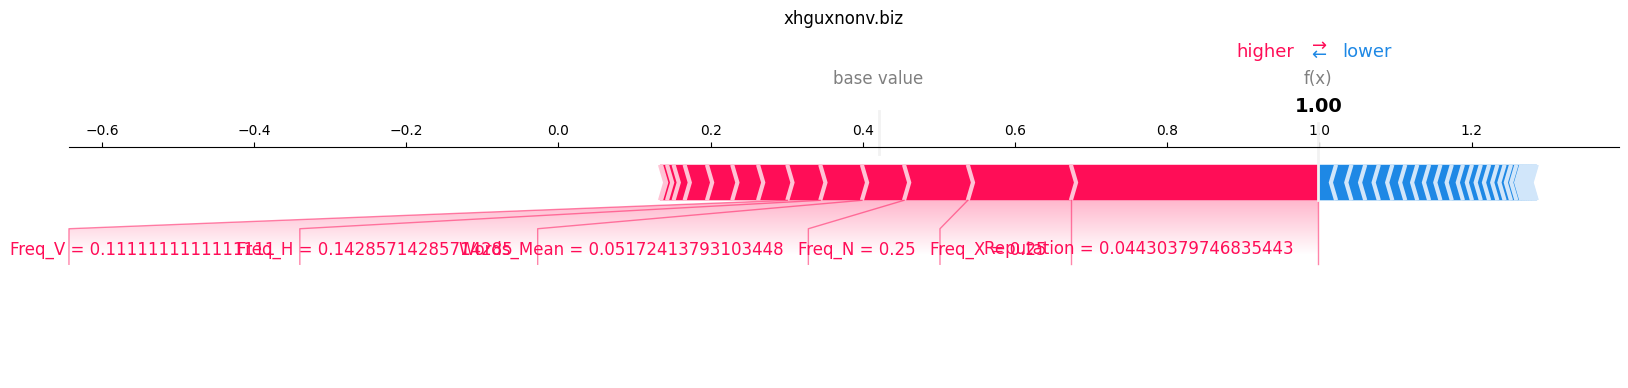 xhguxnonv.biz
higher → ← lower
base value f(x)
1.00
−0.6 −0.4 −0.2 0.0 0.2 0.4 0.6 0.8 1.0 1.2
Freq_V = 0.1111111111111111 Freq_H = 0.14285714285714285 Words_Mean = 0.05172413793103448 Freq_N = 0.25 Freq_X = 0.25 Reputation = 0.04430379746835443